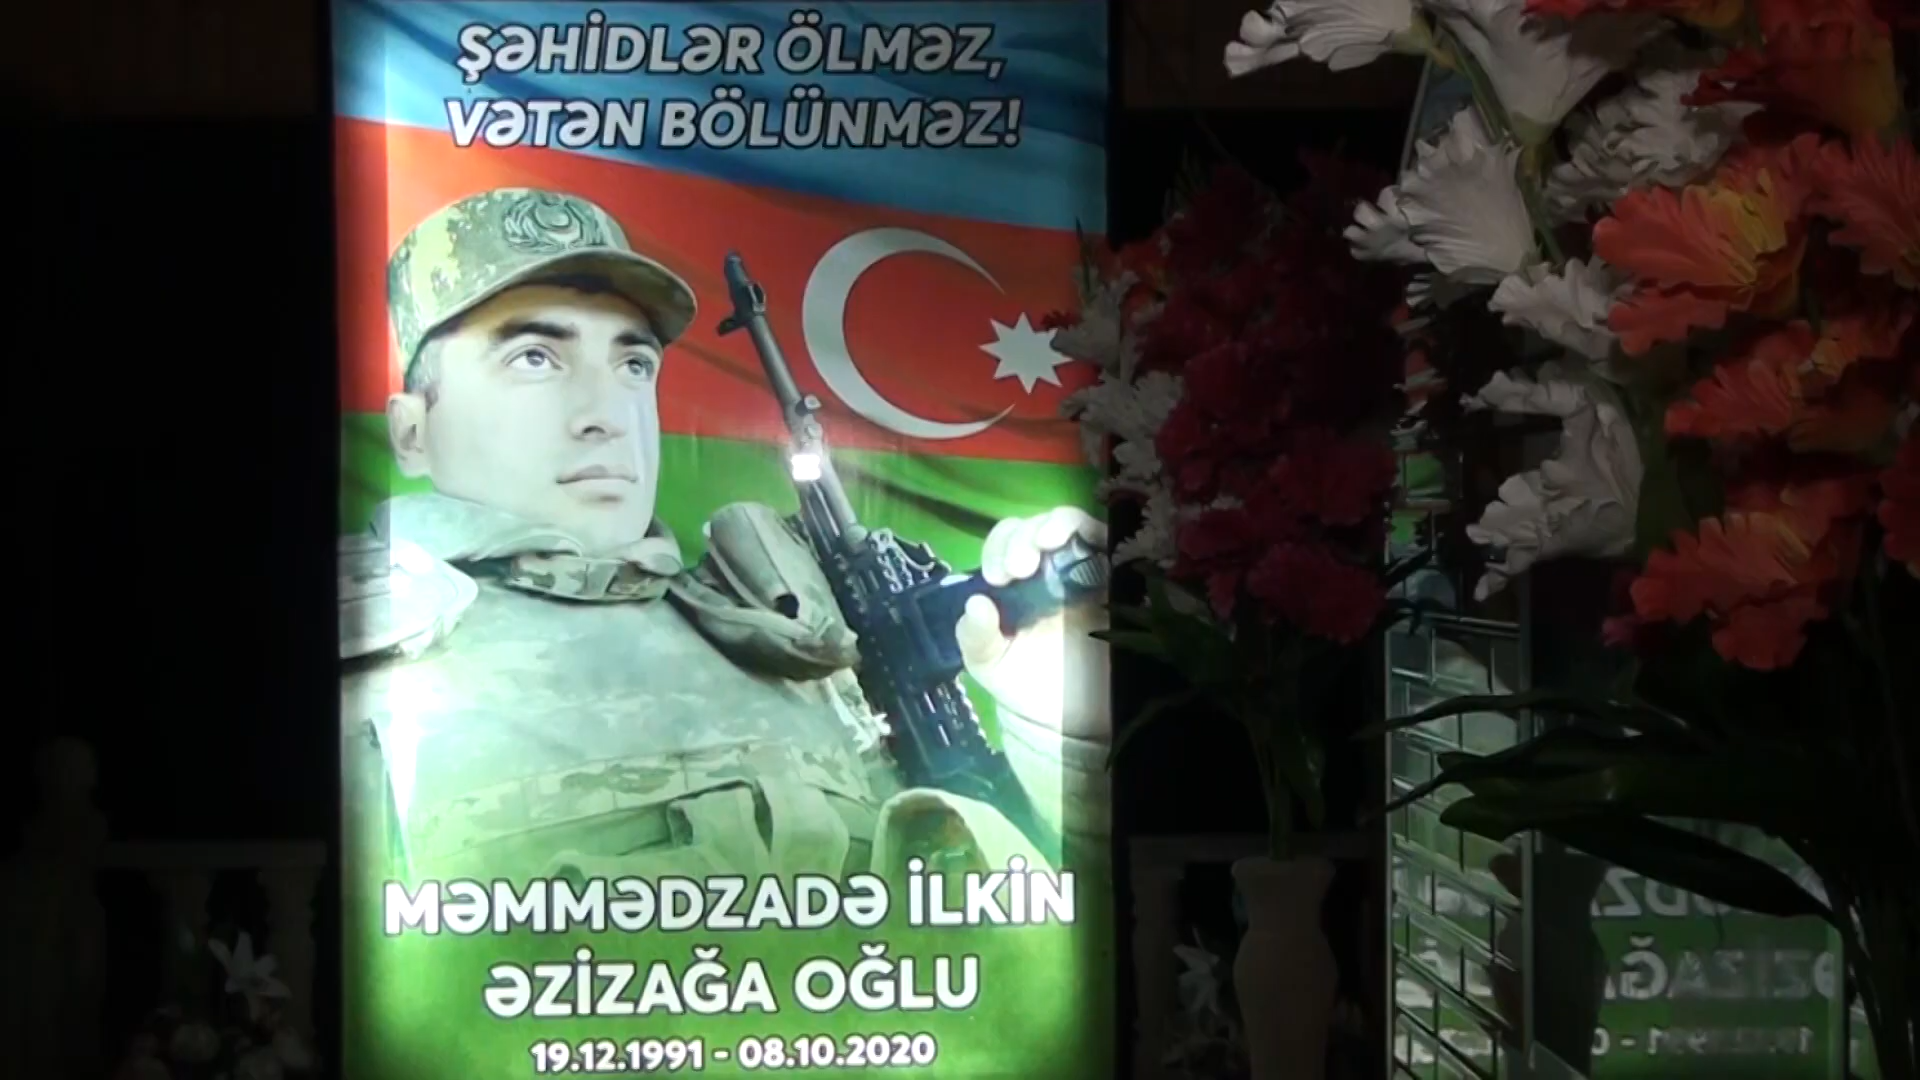 ŞƏHİDLƏR ÖLMƏZ,
VƏTƏN BÖLÜNMƏZ!
MƏMMƏDZADƏ İLKİN
ƏZİZAĞA OĞLU
19.12.1991 - 08.10.2020